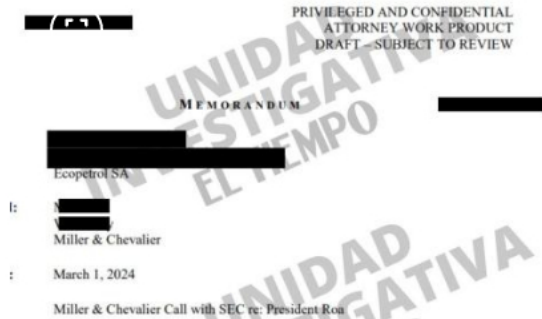 PRIVILEGED AND CONFIDENTIAL
ATTORNEY WORK PRODUCT
DRAFT – SUBJECT TO REVIEW
UNIDAD
INVESTIGATIVA
EL TIEMPO
MEMORANDUM
Ecopetrol SA
Miller & Chevalier
:
March 1, 2024
Miller & Chevalier Call with SEC re: President Roa
UNIDAD